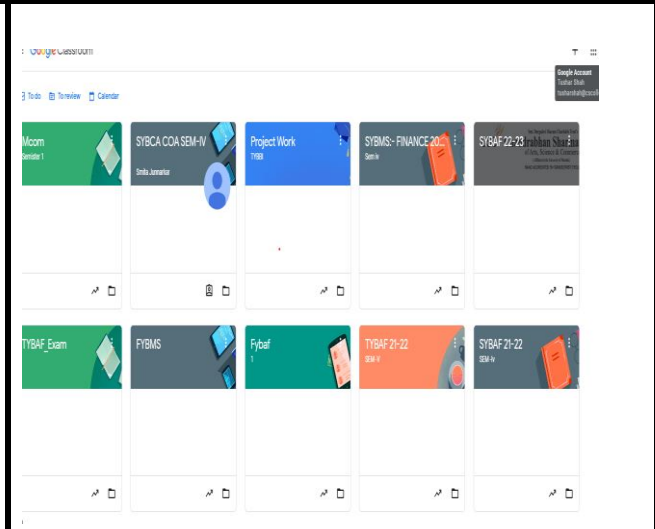 Google Classroom
Google Account
Tushar Shah
To do To review Calendar
Mcom
Semister 1
SYBCA COA SEM-IV
Smita Junnarkar
Project Work
TYBBI
SYBMS:- FINANCE 20...
Sem iv
SYBAF 22-23
TYBAF_Exam
FYBMS
Fybaf
1
TYBAF 21-22
SEM-V
SYBAF 21-22
SEM-iv